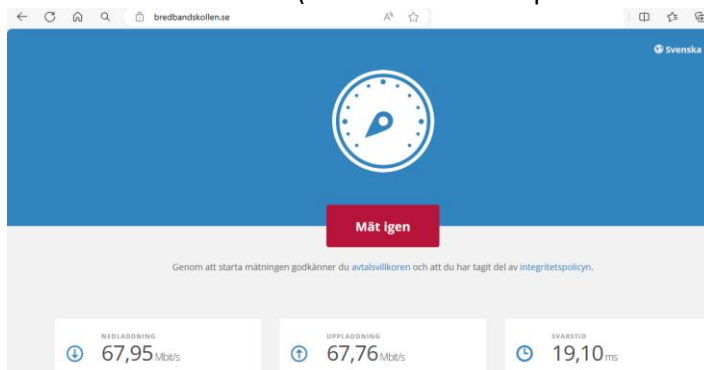 bredbandskollen.se
Svenska
Mät igen
Genom att starta mätningen godkänner du avtalsvillkoren och att du har tagit del av integritetspolicyn.
NEDLADDNING
67,95 Mbit/s
UPPLADDNING
67,76 Mbit/s
SVARSTID
19,10 ms